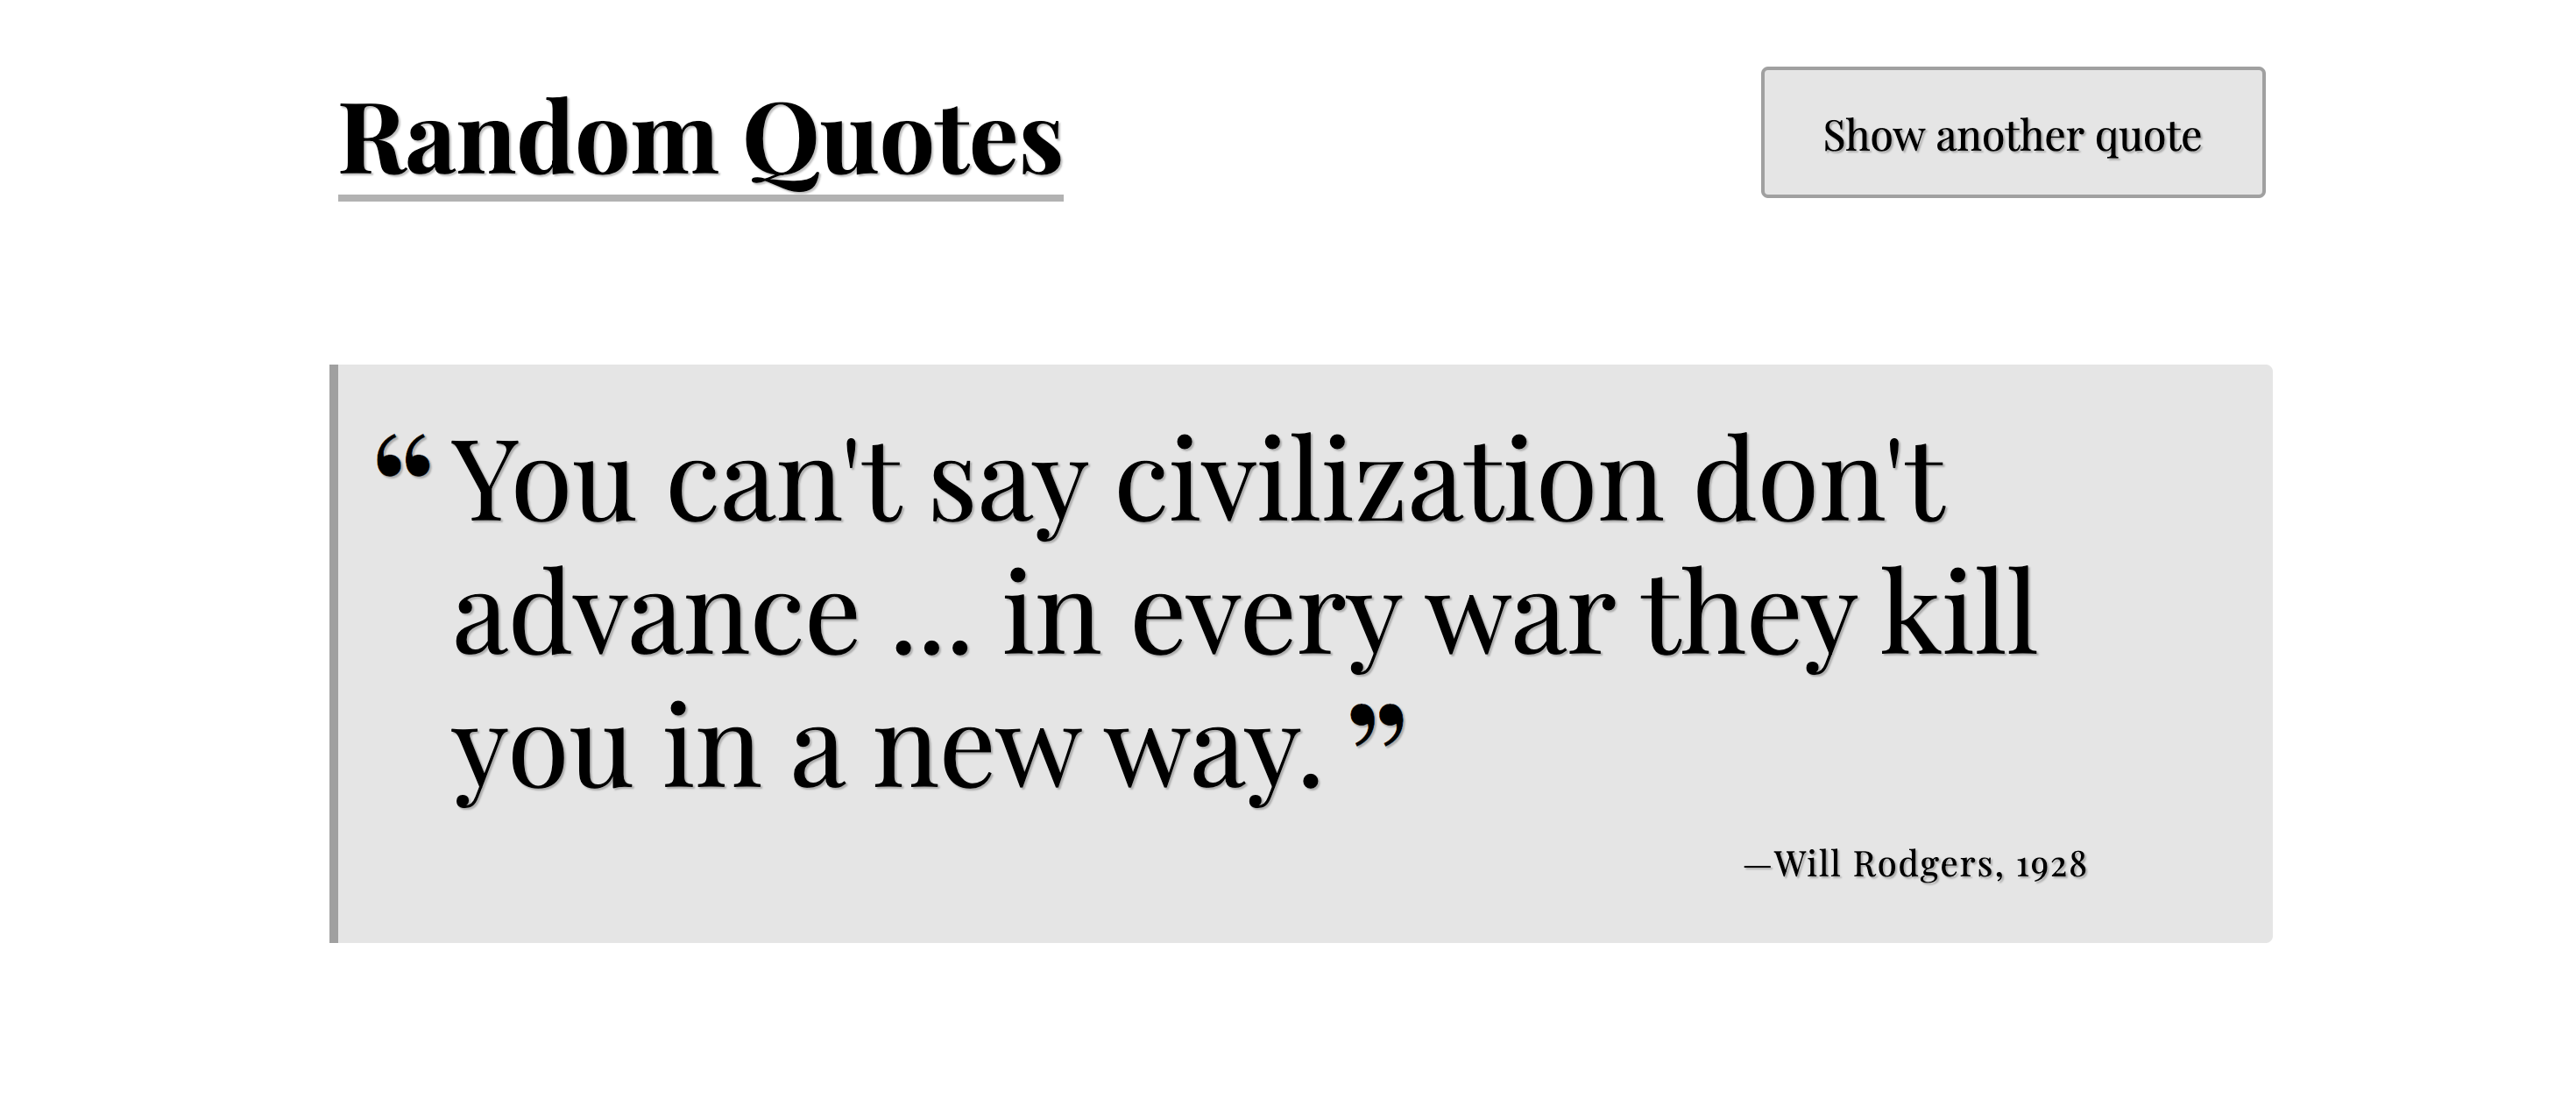 Random Quotes
Show another quote
“You can't say civilization don't
advance ... in every war they kill
you in a new way.”
—Will Rodgers, 1928